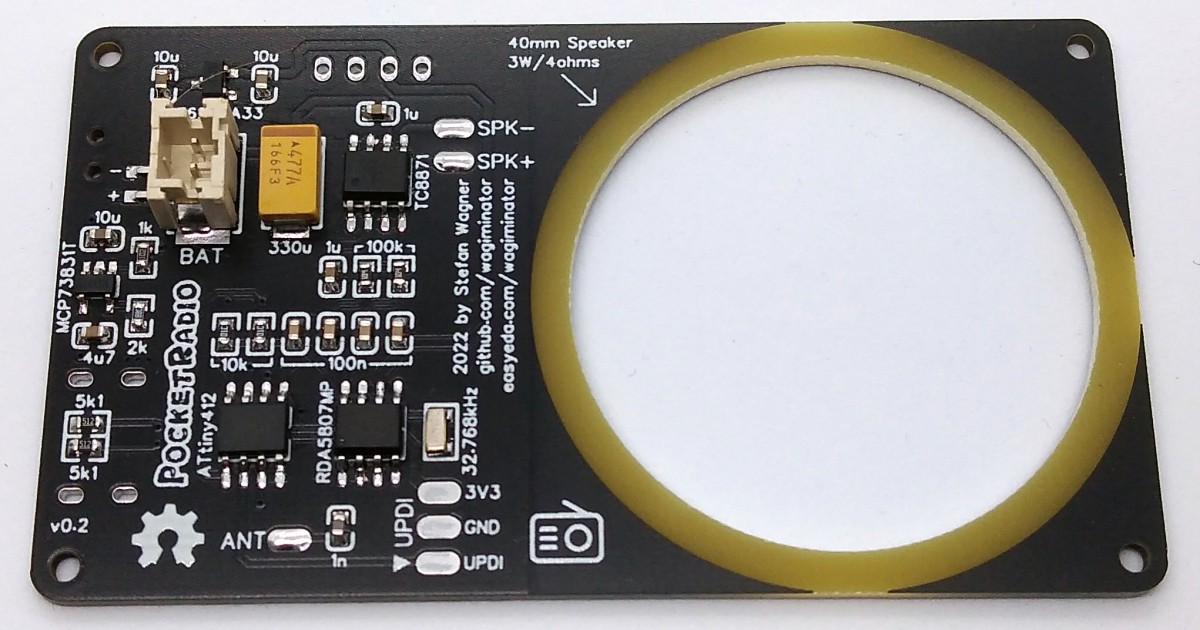 10u
10u
A33
40mm Speaker
3W/4ohms
1u
SPK-
SPK+
-
+
A477A
166F3
TC8871
10u
1k
BAT
330u
1u
100k
MCP73831T
2k
4u7
10k
100n
POCKETRADIO
2022 by Stefan Wagner
github.com/wagiminator
easyeda.com/wagiminator
5k1
512
512
5k1
ATtiny412
RDA5807MP
32.768kHz
v0.2
ANT
1n
UPDI
3V3
GND
UPDI